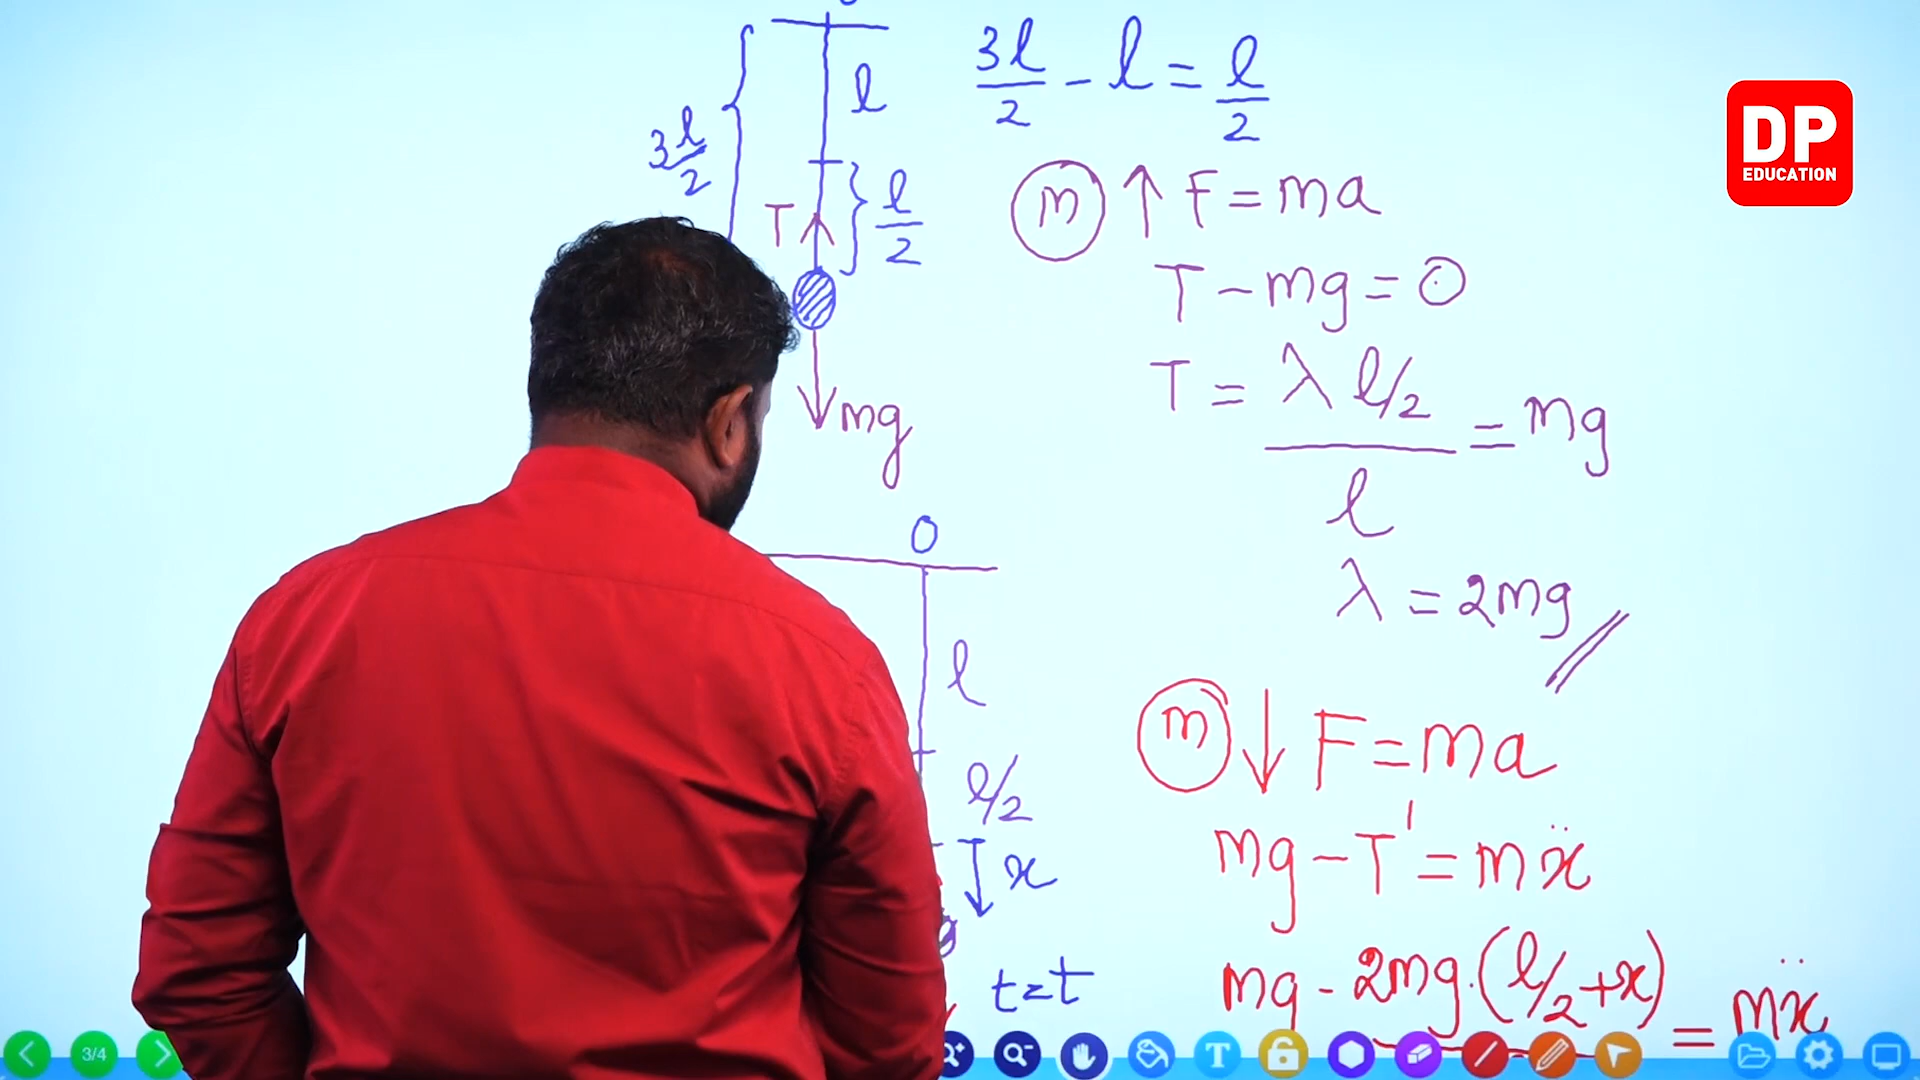 3l/2 - l = l/2
l
3l/2
l/2
T
mg
m ↑ F = ma
T - mg = 0
T = λ l/2 / l = mg
λ = 2mg
O
l
l/2
x
t=t
m ↓ F = ma
mg - T' = mẍ
mg - 2mg.(l/2+x) = mẍ
DP
EDUCATION
3/4
T